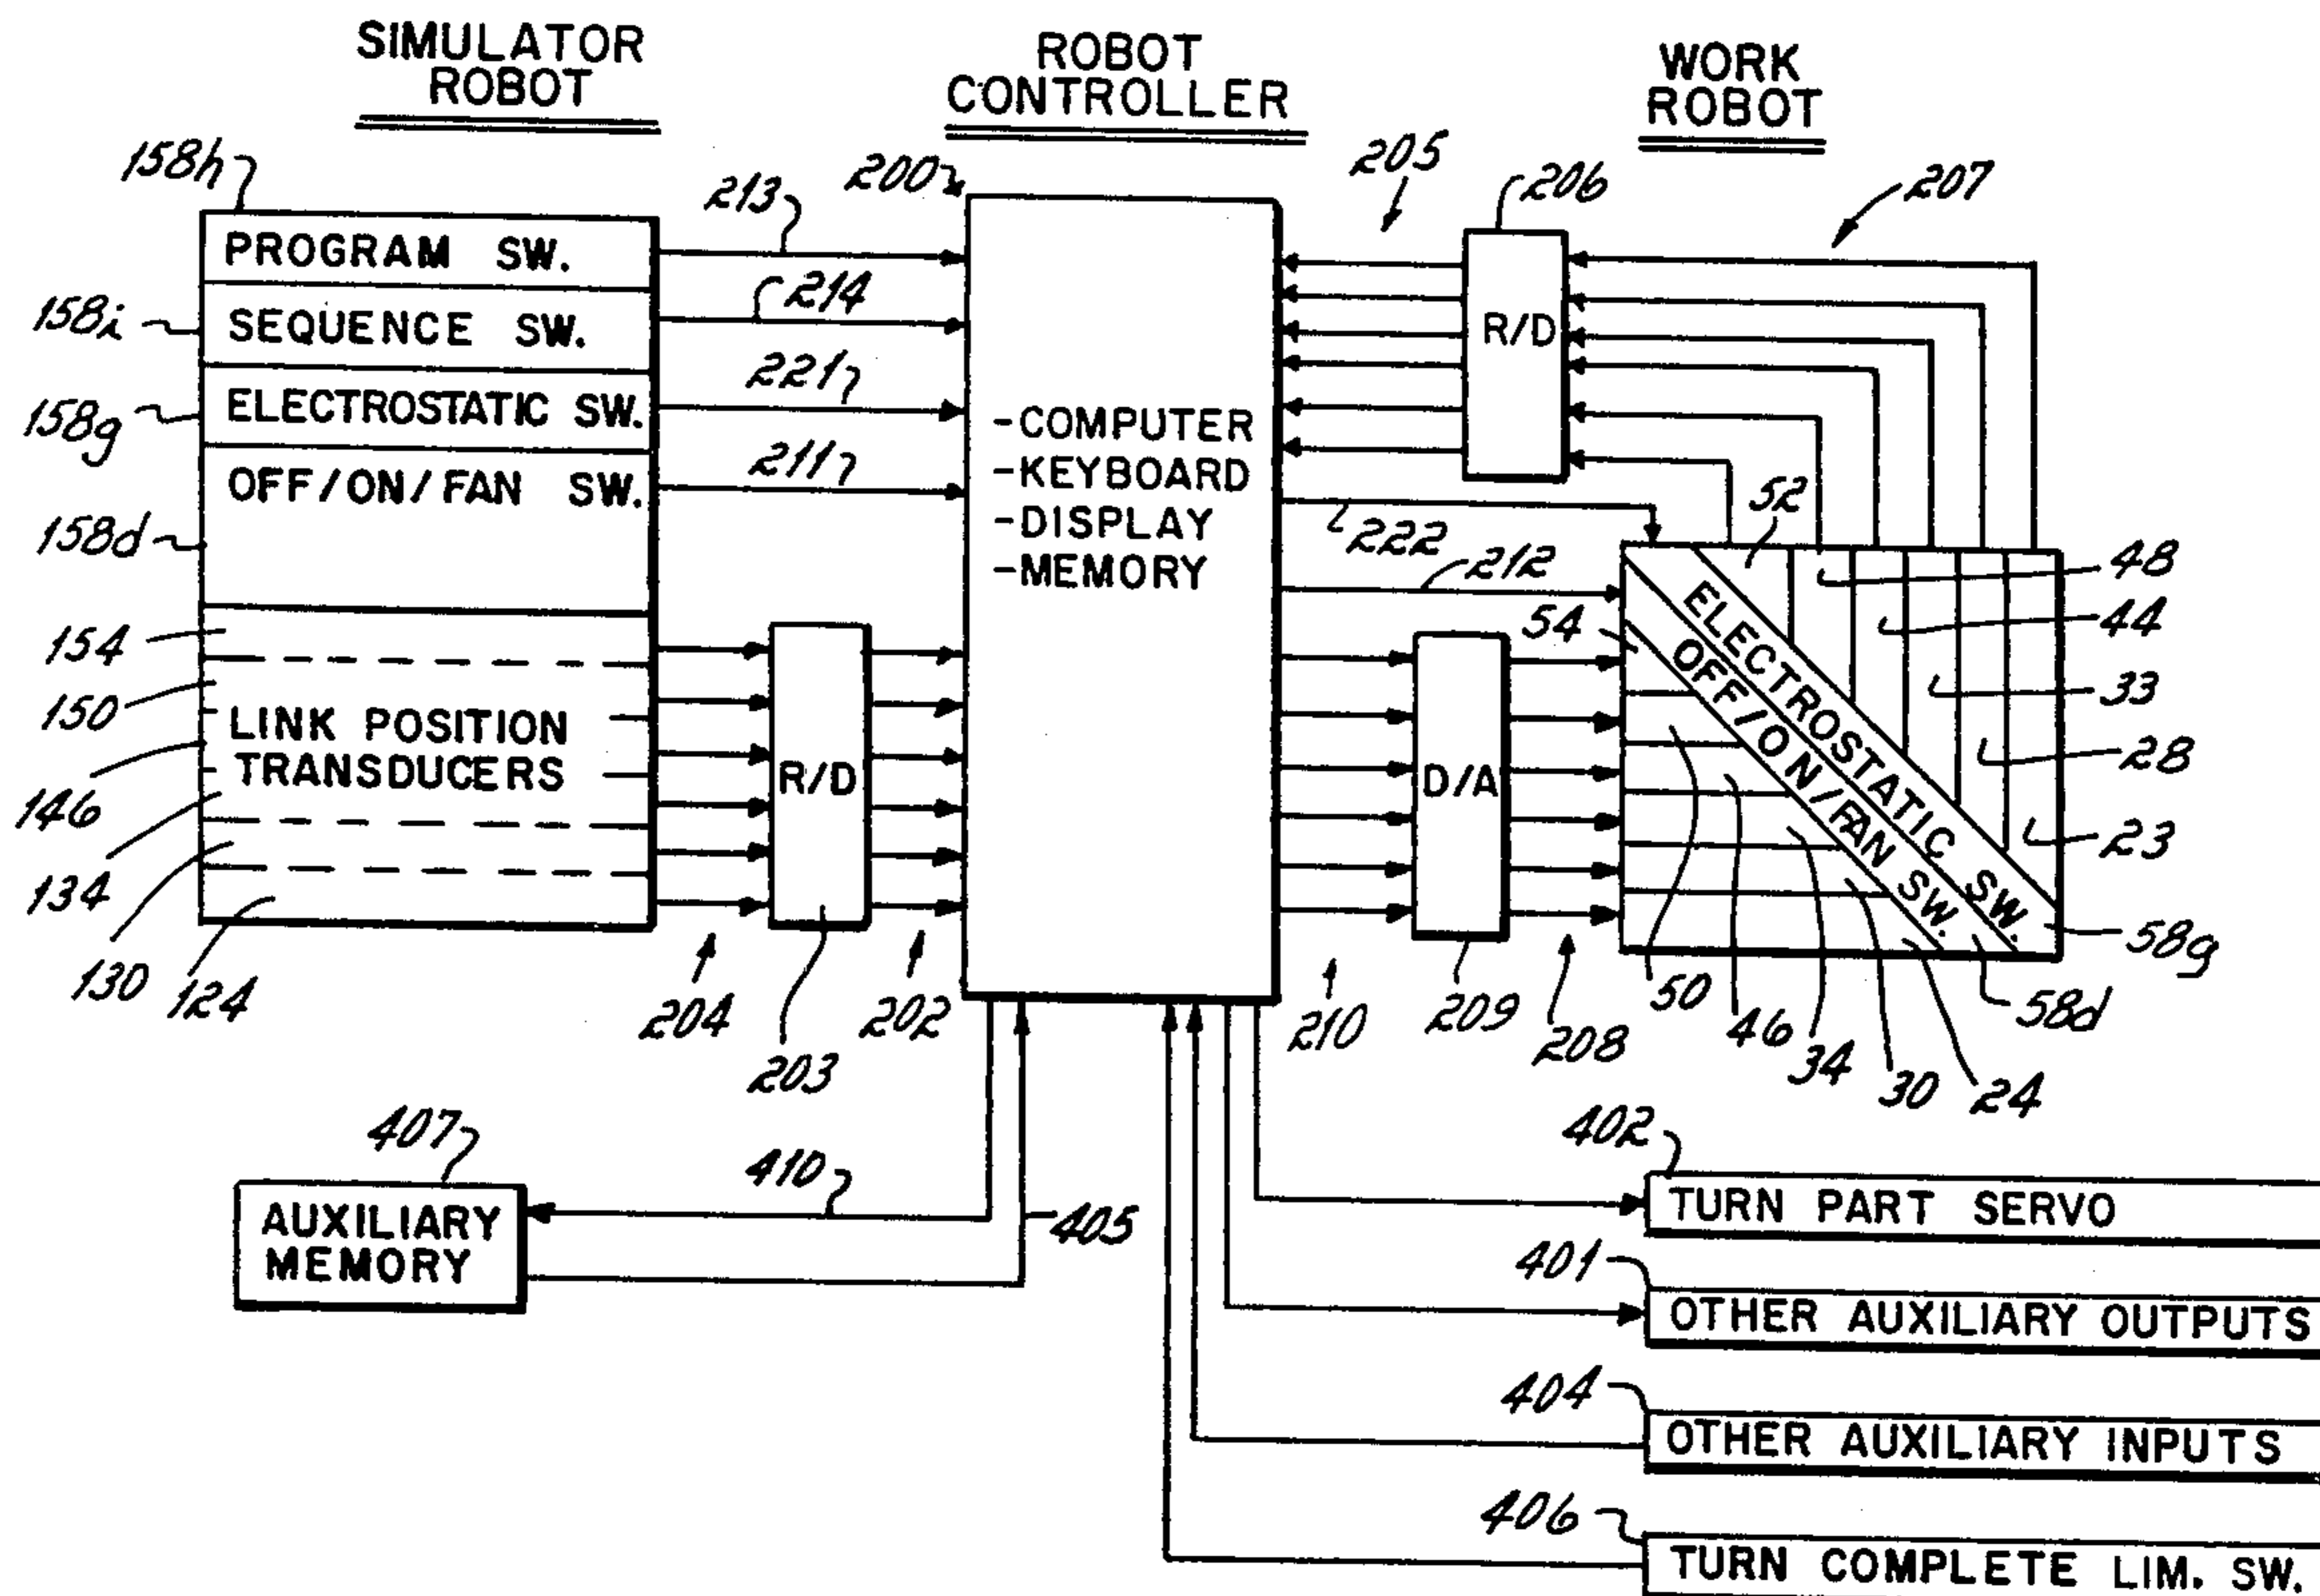 SIMULATOR
ROBOT
ROBOT
CONTROLLER
WORK
ROBOT
158h
213
200
205
206
207
PROGRAM SW.
158i
SEQUENCE SW.
214
158g
ELECTROSTATIC SW.
221
OFF/ON/FAN SW.
211
158d
-COMPUTER
-KEYBOARD
-DISPLAY
-MEMORY
R/D
222
212
52
48
44
33
28
23
54
ELECTROSTATIC SW.
OFF/ON/FAN SW.
58g
58d
154
150
LINK POSITION
TRANSDUCERS
146
134
130
124
R/D
204
203
202
D/A
210
209
208
50
46
34
30
24
407
410
405
AUXILIARY
MEMORY
402
TURN PART SERVO
401
OTHER AUXILIARY OUTPUTS
404
OTHER AUXILIARY INPUTS
406
TURN COMPLETE LIM. SW.